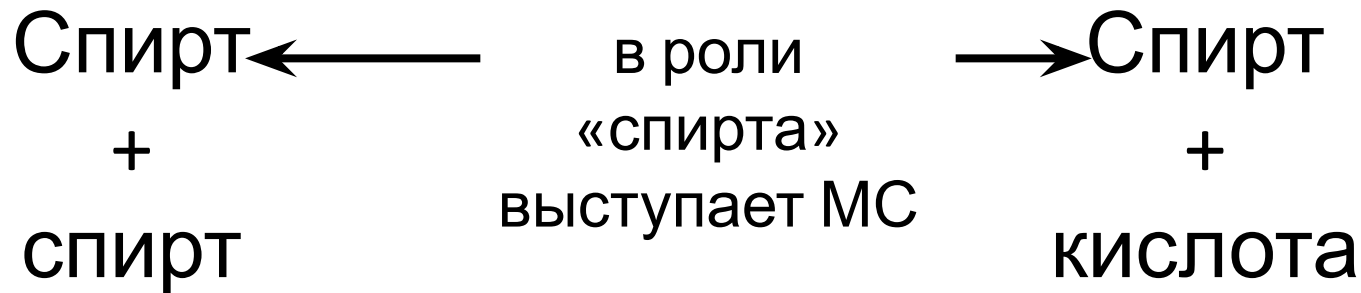 Спирт
+
спирт
в роли
«спирта»
выступает МС
Спирт
+
кислота